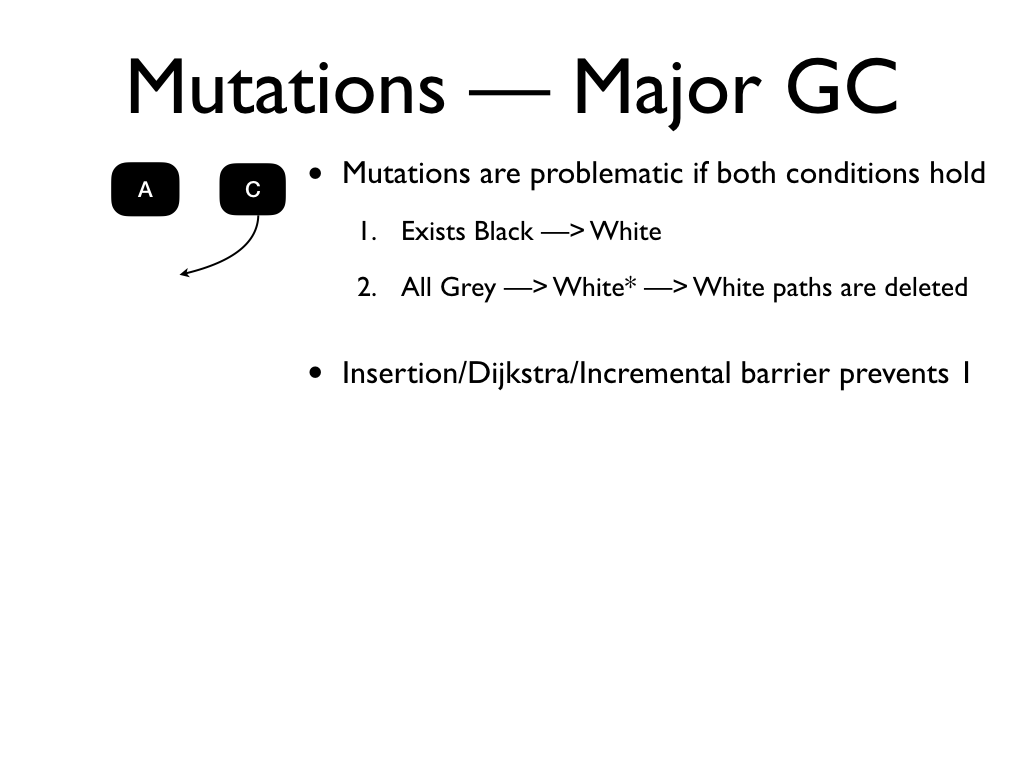 Mutations — Major GC
A
C
• Mutations are problematic if both conditions hold
1. Exists Black —> White
2. All Grey —> White* —> White paths are deleted
• Insertion/Dijkstra/Incremental barrier prevents 1